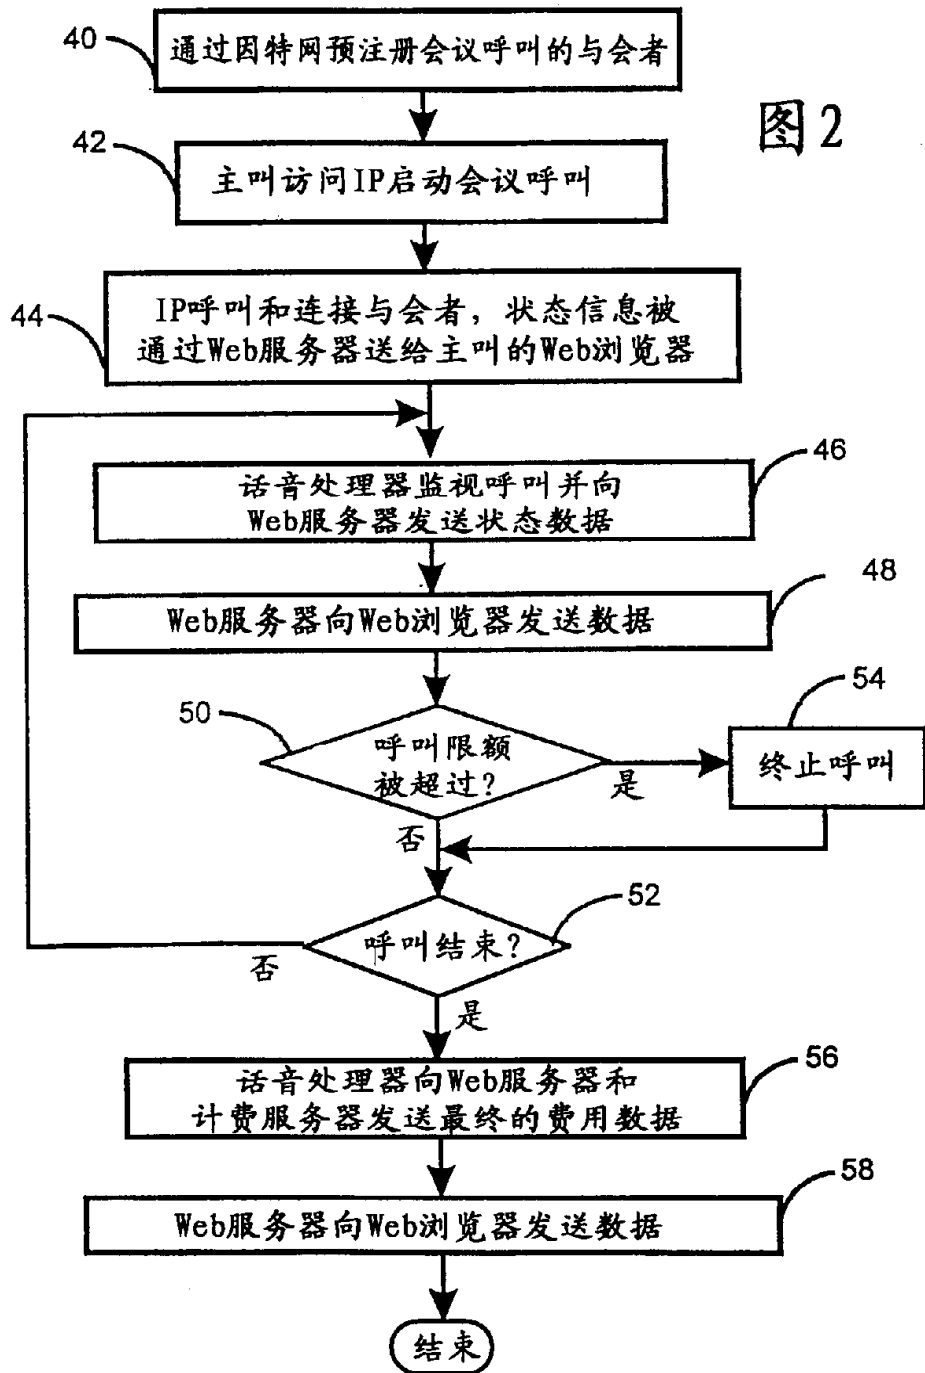 40
通过因特网预注册会议呼叫的与会者
图2
42
主叫访问IP启动会议呼叫
44
IP呼叫和连接与会者，状态信息被
通过Web服务器送给主叫的Web浏览器
46
话音处理器监视呼叫并向
Web服务器发送状态数据
48
Web服务器向Web浏览器发送数据
50
呼叫限额
被超过?
是
54
终止呼叫
否
52
呼叫结束?
否
是
56
话音处理器向Web服务器和
计费服务器发送最终的费用数据
58
Web服务器向Web浏览器发送数据
结束